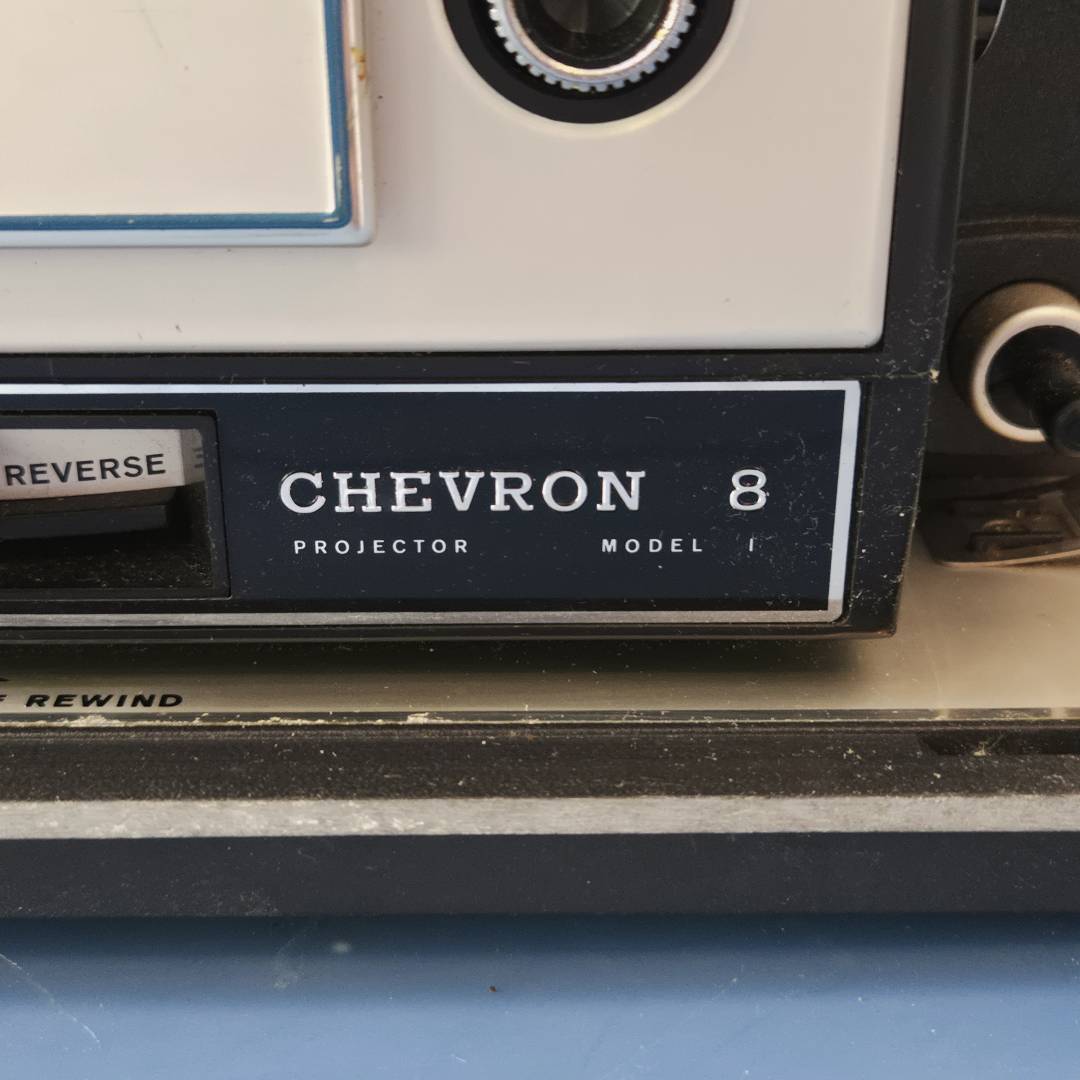 REVERSE
CHEVRON 8
PROJECTOR MODEL I
REWIND